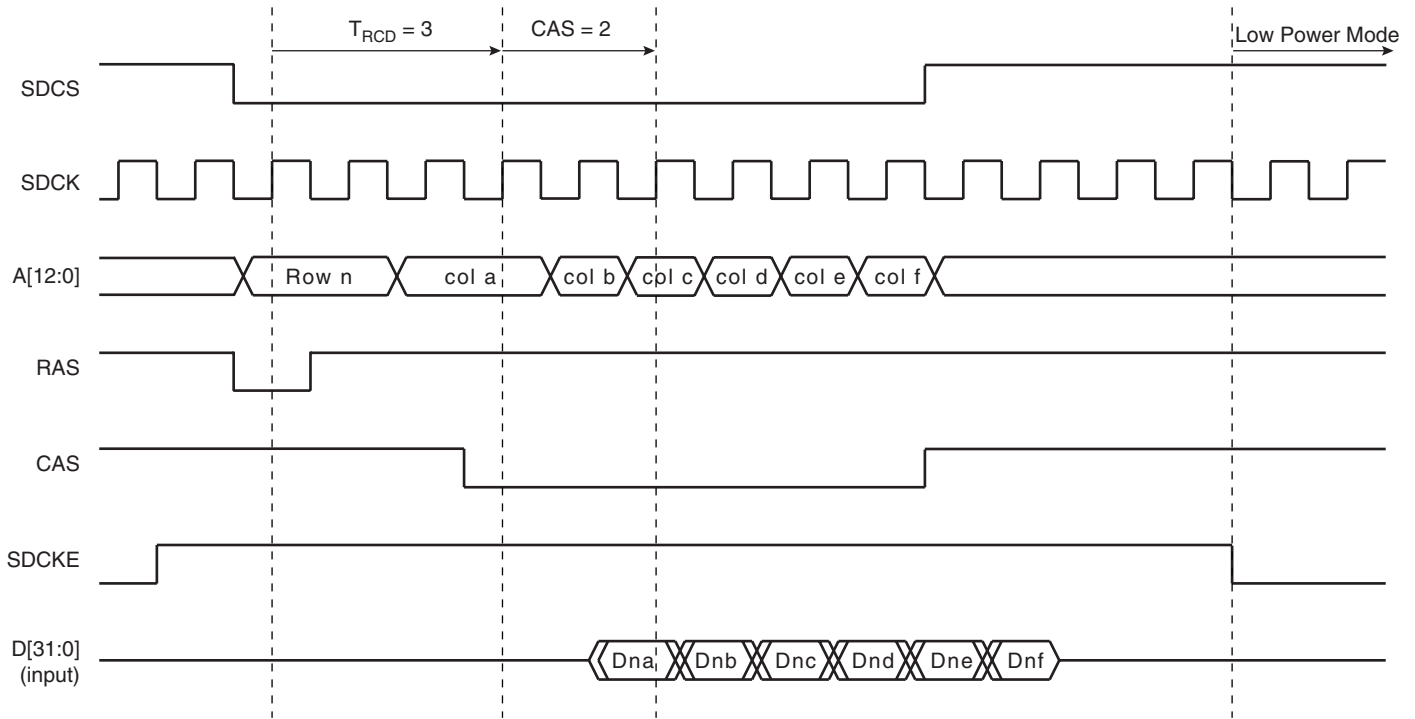 T_RCD = 3
CAS = 2
Low Power Mode
SDCS
SDCK
A[12:0]
Row n
col a
col b
col c
col d
col e
col f
RAS
CAS
SDCKE
D[31:0]
(input)
Dna
Dnb
Dnc
Dnd
Dne
Dnf